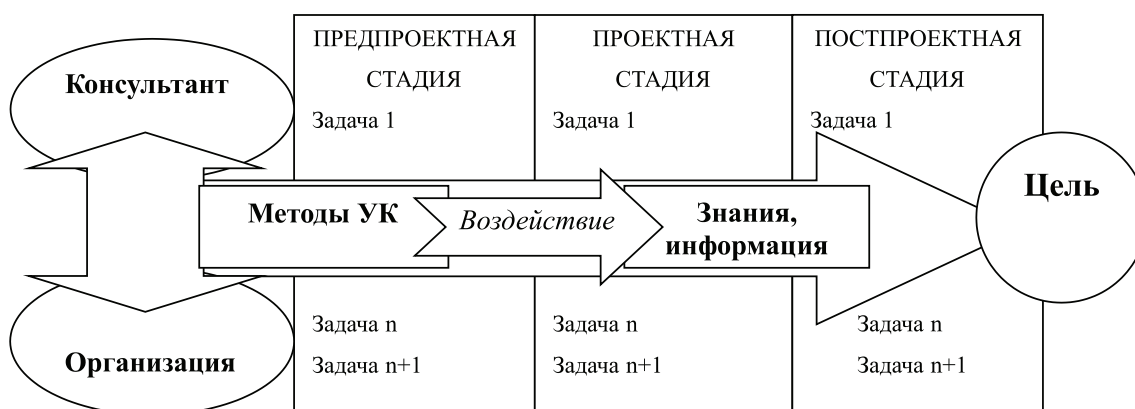 Консультант
Организация
ПРЕДПРОЕКТНАЯ
СТАДИЯ
Задача 1
Задача n
Задача n+1
ПРОЕКТНАЯ
СТАДИЯ
Задача 1
Задача n
Задача n+1
ПОСТПРОЕКТНАЯ
СТАДИЯ
Задача 1
Задача n
Задача n+1
Методы УК
Воздействие
Знания,
информация
Цель